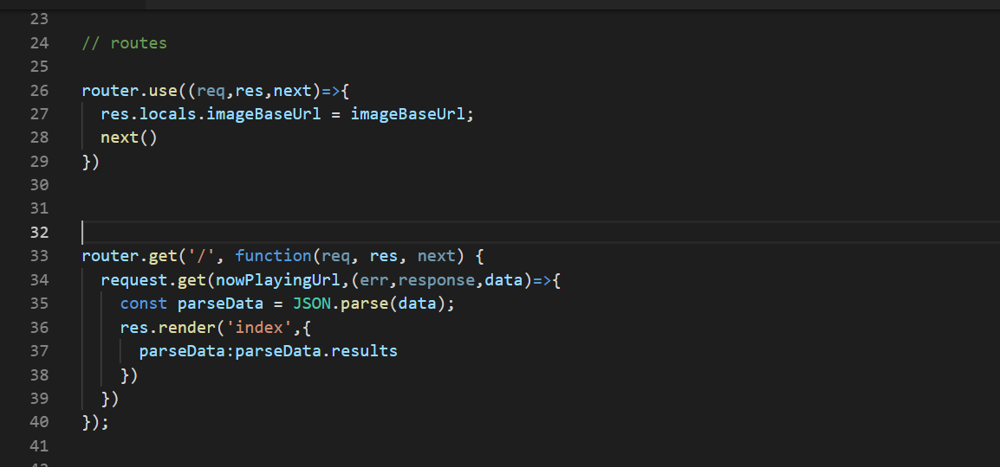 23
24 // routes
25
26 router.use((req,res,next)=>{
27 res.locals.imageBaseUrl = imageBaseUrl;
28 next()
29 })
30
31
32
33 router.get('/', function(req, res, next) {
34 request.get(nowPlayingUrl,(err,response,data)=>{
35 const parseData = JSON.parse(data);
36 res.render('index',{
37 parseData:parseData.results
38 })
39 })
40 });
41